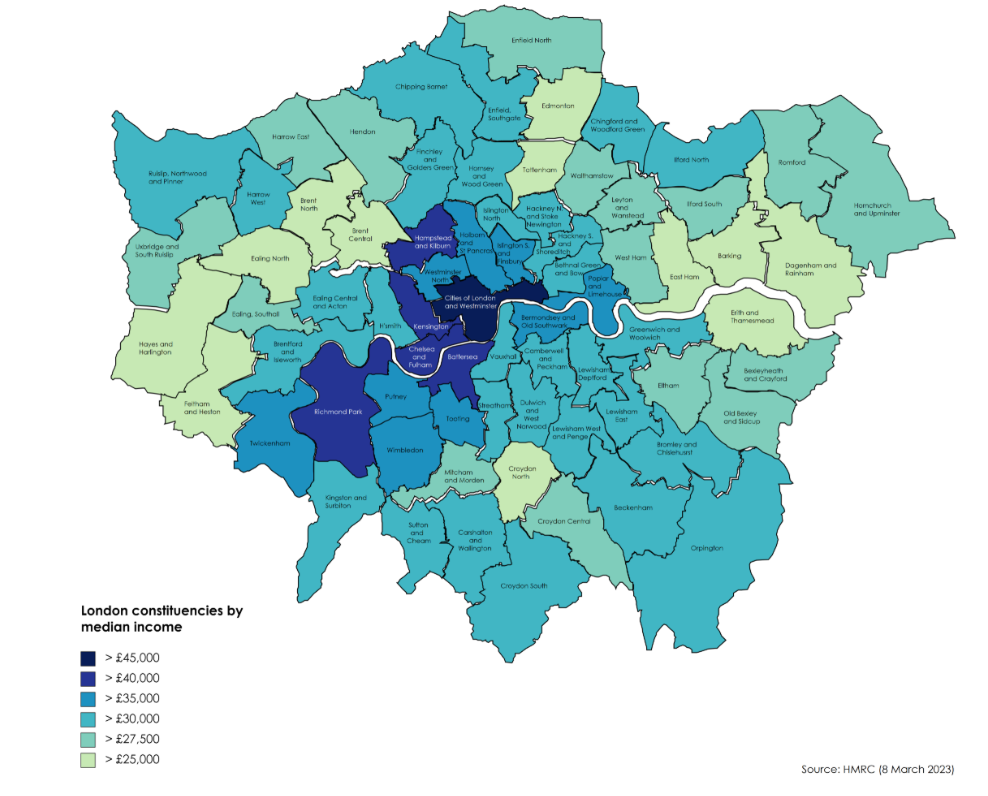 Enfield North
Chipping Barnet
Enfield,
Southgate
Edmonton
Chingford and
Woodford Green
Harrow East
Hendon
Finchley
and
Golders Green
Hornsey
and
Wood Green
Tottenham
Walthamstow
Ilford North
Romford
Ruislip, Northwood
and Pinner
Harrow
West
Brent
North
Brent
Central
Hampstead
and Kilburn
Holborn
and
St Pancras
Islington
North
Hackney N.
and Stoke
Newington
Leyton
and
Wanstead
Ilford South
Hornchurch
and Upminster
Uxbridge and
South Ruislip
Ealing North
Westminster
North
Islington S.
and
Finsbury
Hackney S.
and
Shoreditch
Bethnal Green
and Bow
West Ham
East Ham
Barking
Dagenham and
Rainham
Ealing, Southall
Ealing Central
and Acton
H'smith
Kensington
Cities of London
and Westminster
Poplar
and
Limehouse
Hayes and
Harlington
Brentford
and
Isleworth
Chelsea
and
Fulham
Battersea
Vauxhall
Bermondsey and
Old Southwark
Camberwell
and
Peckham
Lewisham
Deptford
Greenwich and
Woolwich
Erith and
Thamesmead
Feltham
and Heston
Richmond Park
Putney
Tooting
Streatham
Dulwich
and
West
Norwood
Lewisham West
and Penge
Lewisham
East
Eltham
Bexleyheath
and Crayford
Old Bexley
and Sidcup
Twickenham
Wimbledon
Mitcham
and Morden
Croydon
North
Bromley and
Chislehurst
Kingston and
Surbiton
Sutton
and
Cheam
Carshalton
and
Wallington
Croydon Central
Croydon South
Beckenham
Orpington
London constituencies by
median income
> £45,000
> £40,000
> £35,000
> £30,000
> £27,500
> £25,000
Source: HMRC (8 March 2023)